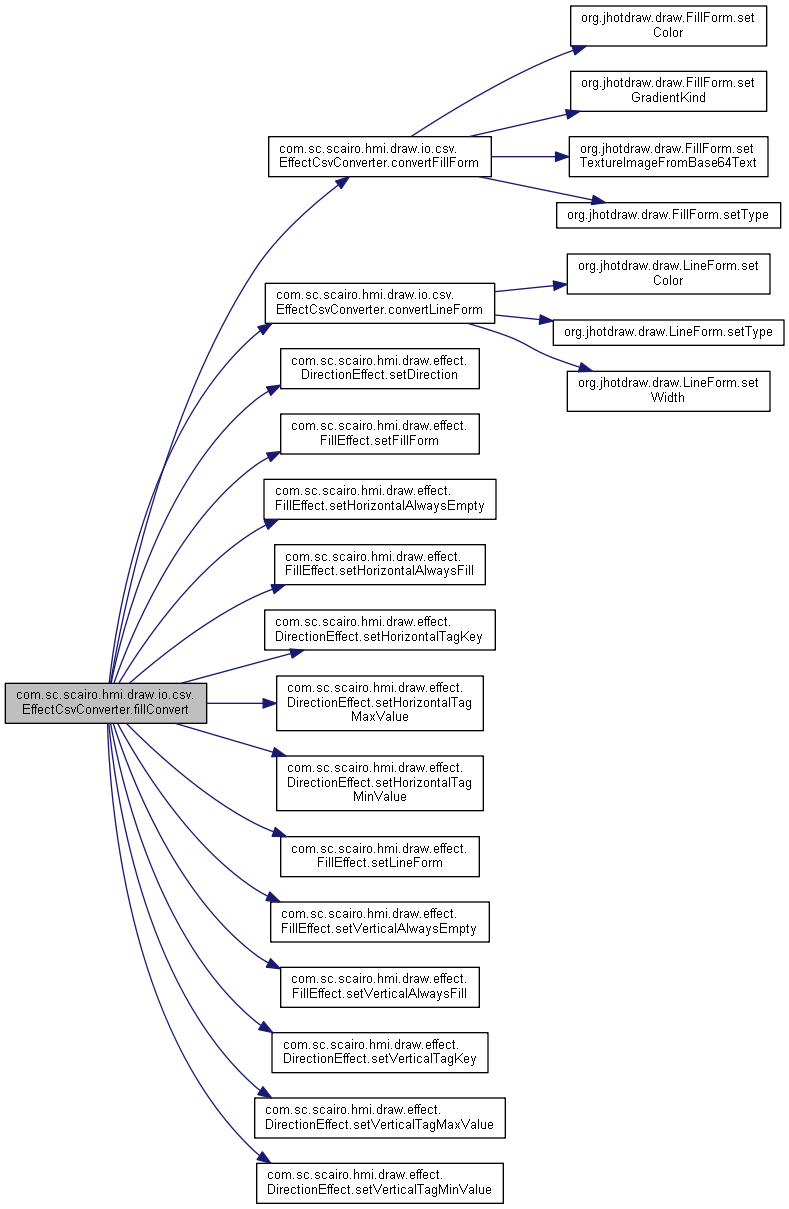 org.jhotdraw.draw.FillForm.set
Color
org.jhotdraw.draw.FillForm.set
GradientKind
com.sc.scairo.hmi.draw.io.csv.
EffectCsvConverter.convertFillForm
org.jhotdraw.draw.FillForm.set
TextureImageFromBase64Text
org.jhotdraw.draw.FillForm.setType
org.jhotdraw.draw.LineForm.set
Color
com.sc.scairo.hmi.draw.io.csv.
EffectCsvConverter.convertLineForm
org.jhotdraw.draw.LineForm.setType
org.jhotdraw.draw.LineForm.set
Width
com.sc.scairo.hmi.draw.effect.
DirectionEffect.setDirection
com.sc.scairo.hmi.draw.effect.
FillEffect.setFillForm
com.sc.scairo.hmi.draw.effect.
FillEffect.setHorizontalAlwaysEmpty
com.sc.scairo.hmi.draw.effect.
FillEffect.setHorizontalAlwaysFill
com.sc.scairo.hmi.draw.effect.
DirectionEffect.setHorizontalTagKey
com.sc.scairo.hmi.draw.io.csv.
EffectCsvConverter.fillConvert
com.sc.scairo.hmi.draw.effect.
DirectionEffect.setHorizontalTag
MaxValue
com.sc.scairo.hmi.draw.effect.
DirectionEffect.setHorizontalTag
MinValue
com.sc.scairo.hmi.draw.effect.
FillEffect.setLineForm
com.sc.scairo.hmi.draw.effect.
FillEffect.setVerticalAlwaysEmpty
com.sc.scairo.hmi.draw.effect.
FillEffect.setVerticalAlwaysFill
com.sc.scairo.hmi.draw.effect.
DirectionEffect.setVerticalTagKey
com.sc.scairo.hmi.draw.effect.
DirectionEffect.setVerticalTagMaxValue
com.sc.scairo.hmi.draw.effect.
DirectionEffect.setVerticalTagMinValue